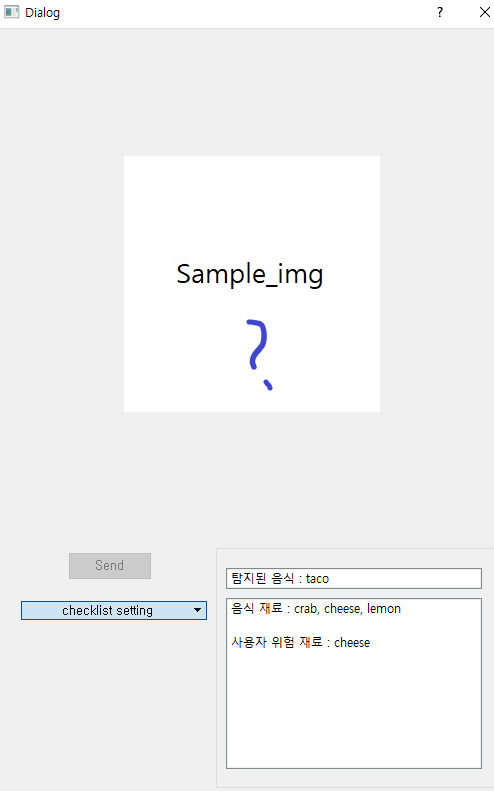 Dialog
?
Sample_img
?
Send
checklist setting
탐지된 음식 : taco
음식 재료 : crab, cheese, lemon
사용자 위험 재료 : cheese